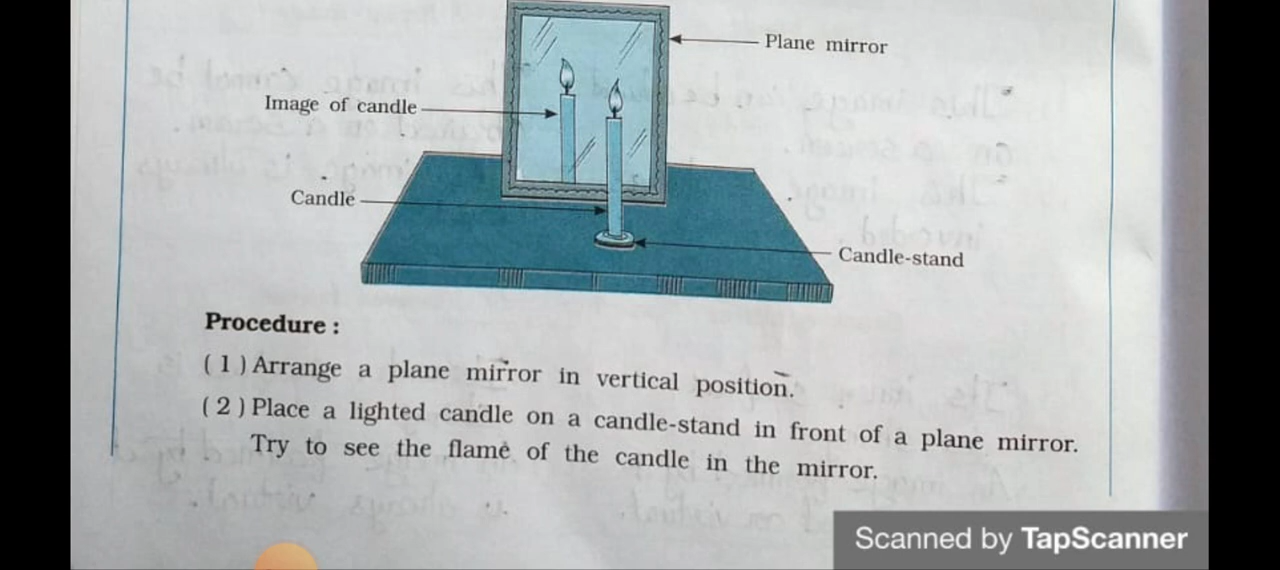 Plane mirror
Image of candle
Candle
Candle-stand
Procedure :
( 1 ) Arrange a plane mirror in vertical position.
( 2 ) Place a lighted candle on a candle-stand in front of a plane mirror.
Try to see the flame of the candle in the mirror.
Scanned by TapScanner